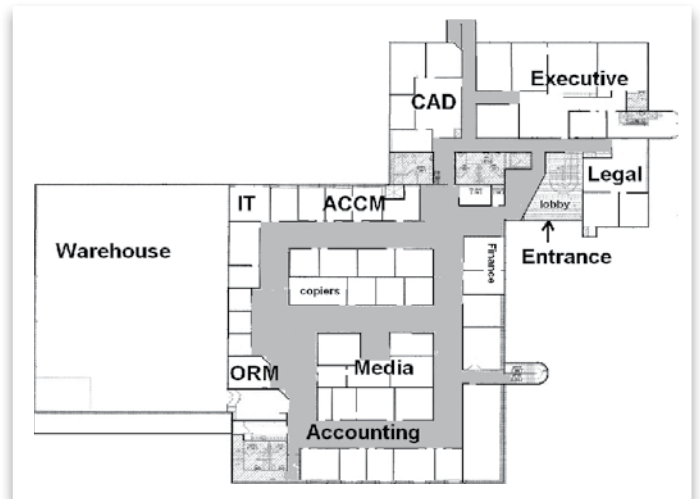 Executive
CAD
Legal
IT
ACCM
lobby
Warehouse
Finance
Entrance
copiers
ORM
Media
Accounting